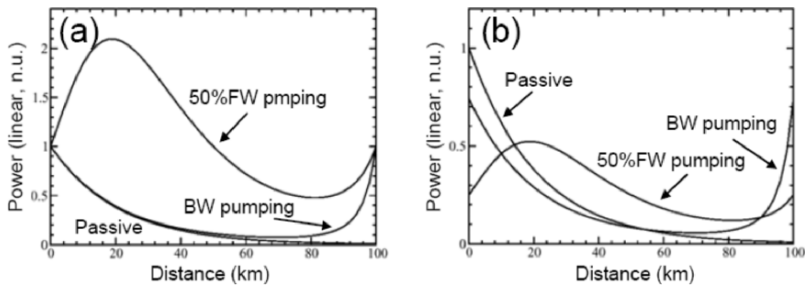 (a)
Power (linear, n.u.)
2
1.5
1
0.5
0
50%FW pmping
BW pumping
Passive
0 20 40 60 80 100
Distance (km)
(b)
Power (linear, n.u.)
1
0.5
0
Passive
BW pumping
50%FW pumping
0 20 40 60 80 100
Distance (km)